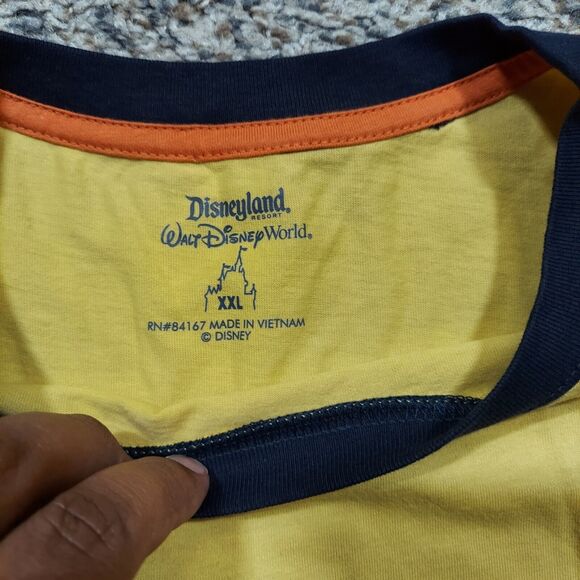 Disneyland®
RESORT
WALT DISNEY World®
XXL
RN#84167 MADE IN VIETNAM
© DISNEY